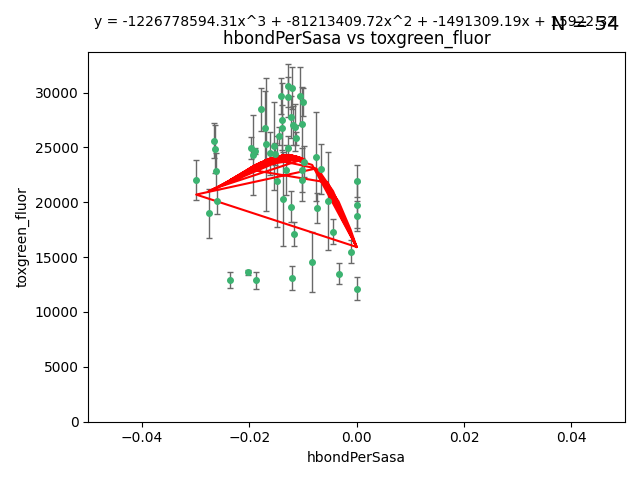 y = -1226778594.31x^3 + -81213409.72x^2 + -1491309.19x +
N = 54
hbondPerSasa vs toxgreen_fluor
30000
25000
20000
15000
10000
5000
0
toxgreen_fluor
-0.04
-0.02
0.00
0.02
0.04
hbondPerSasa